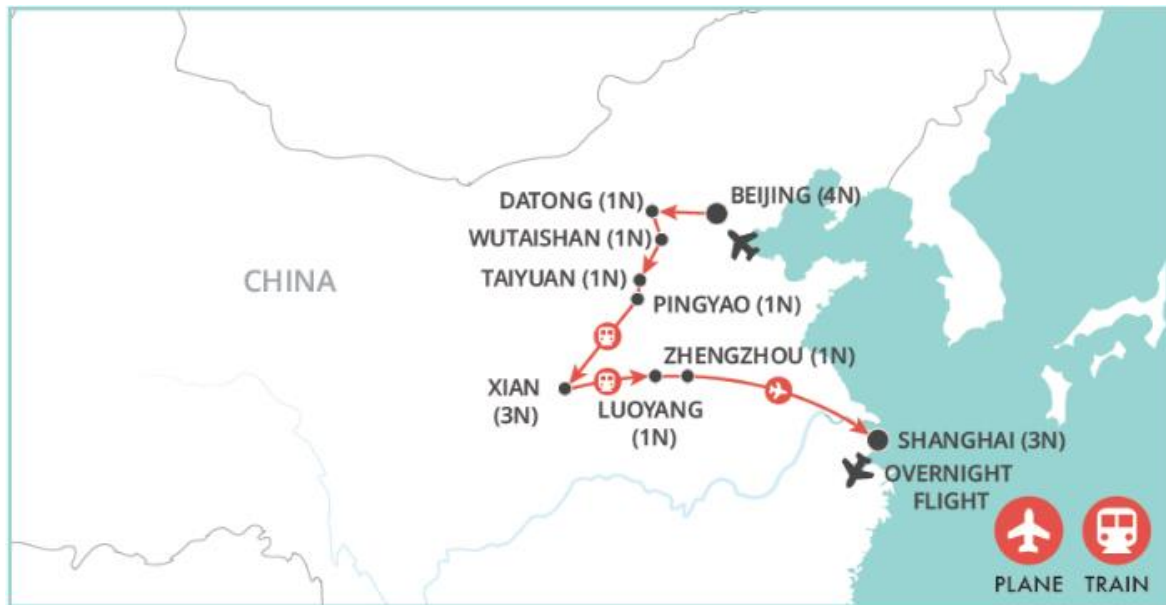 DATONG (1N)
BEIJING (4N)
WUTAISHAN (1N)
CHINA
TAIYUAN (1N)
PINGYAO (1N)
ZHENGZHOU (1N)
XIAN
(3N)
LUOYANG
(1N)
SHANGHAI (3N)
OVERNIGHT
FLIGHT
PLANE
TRAIN